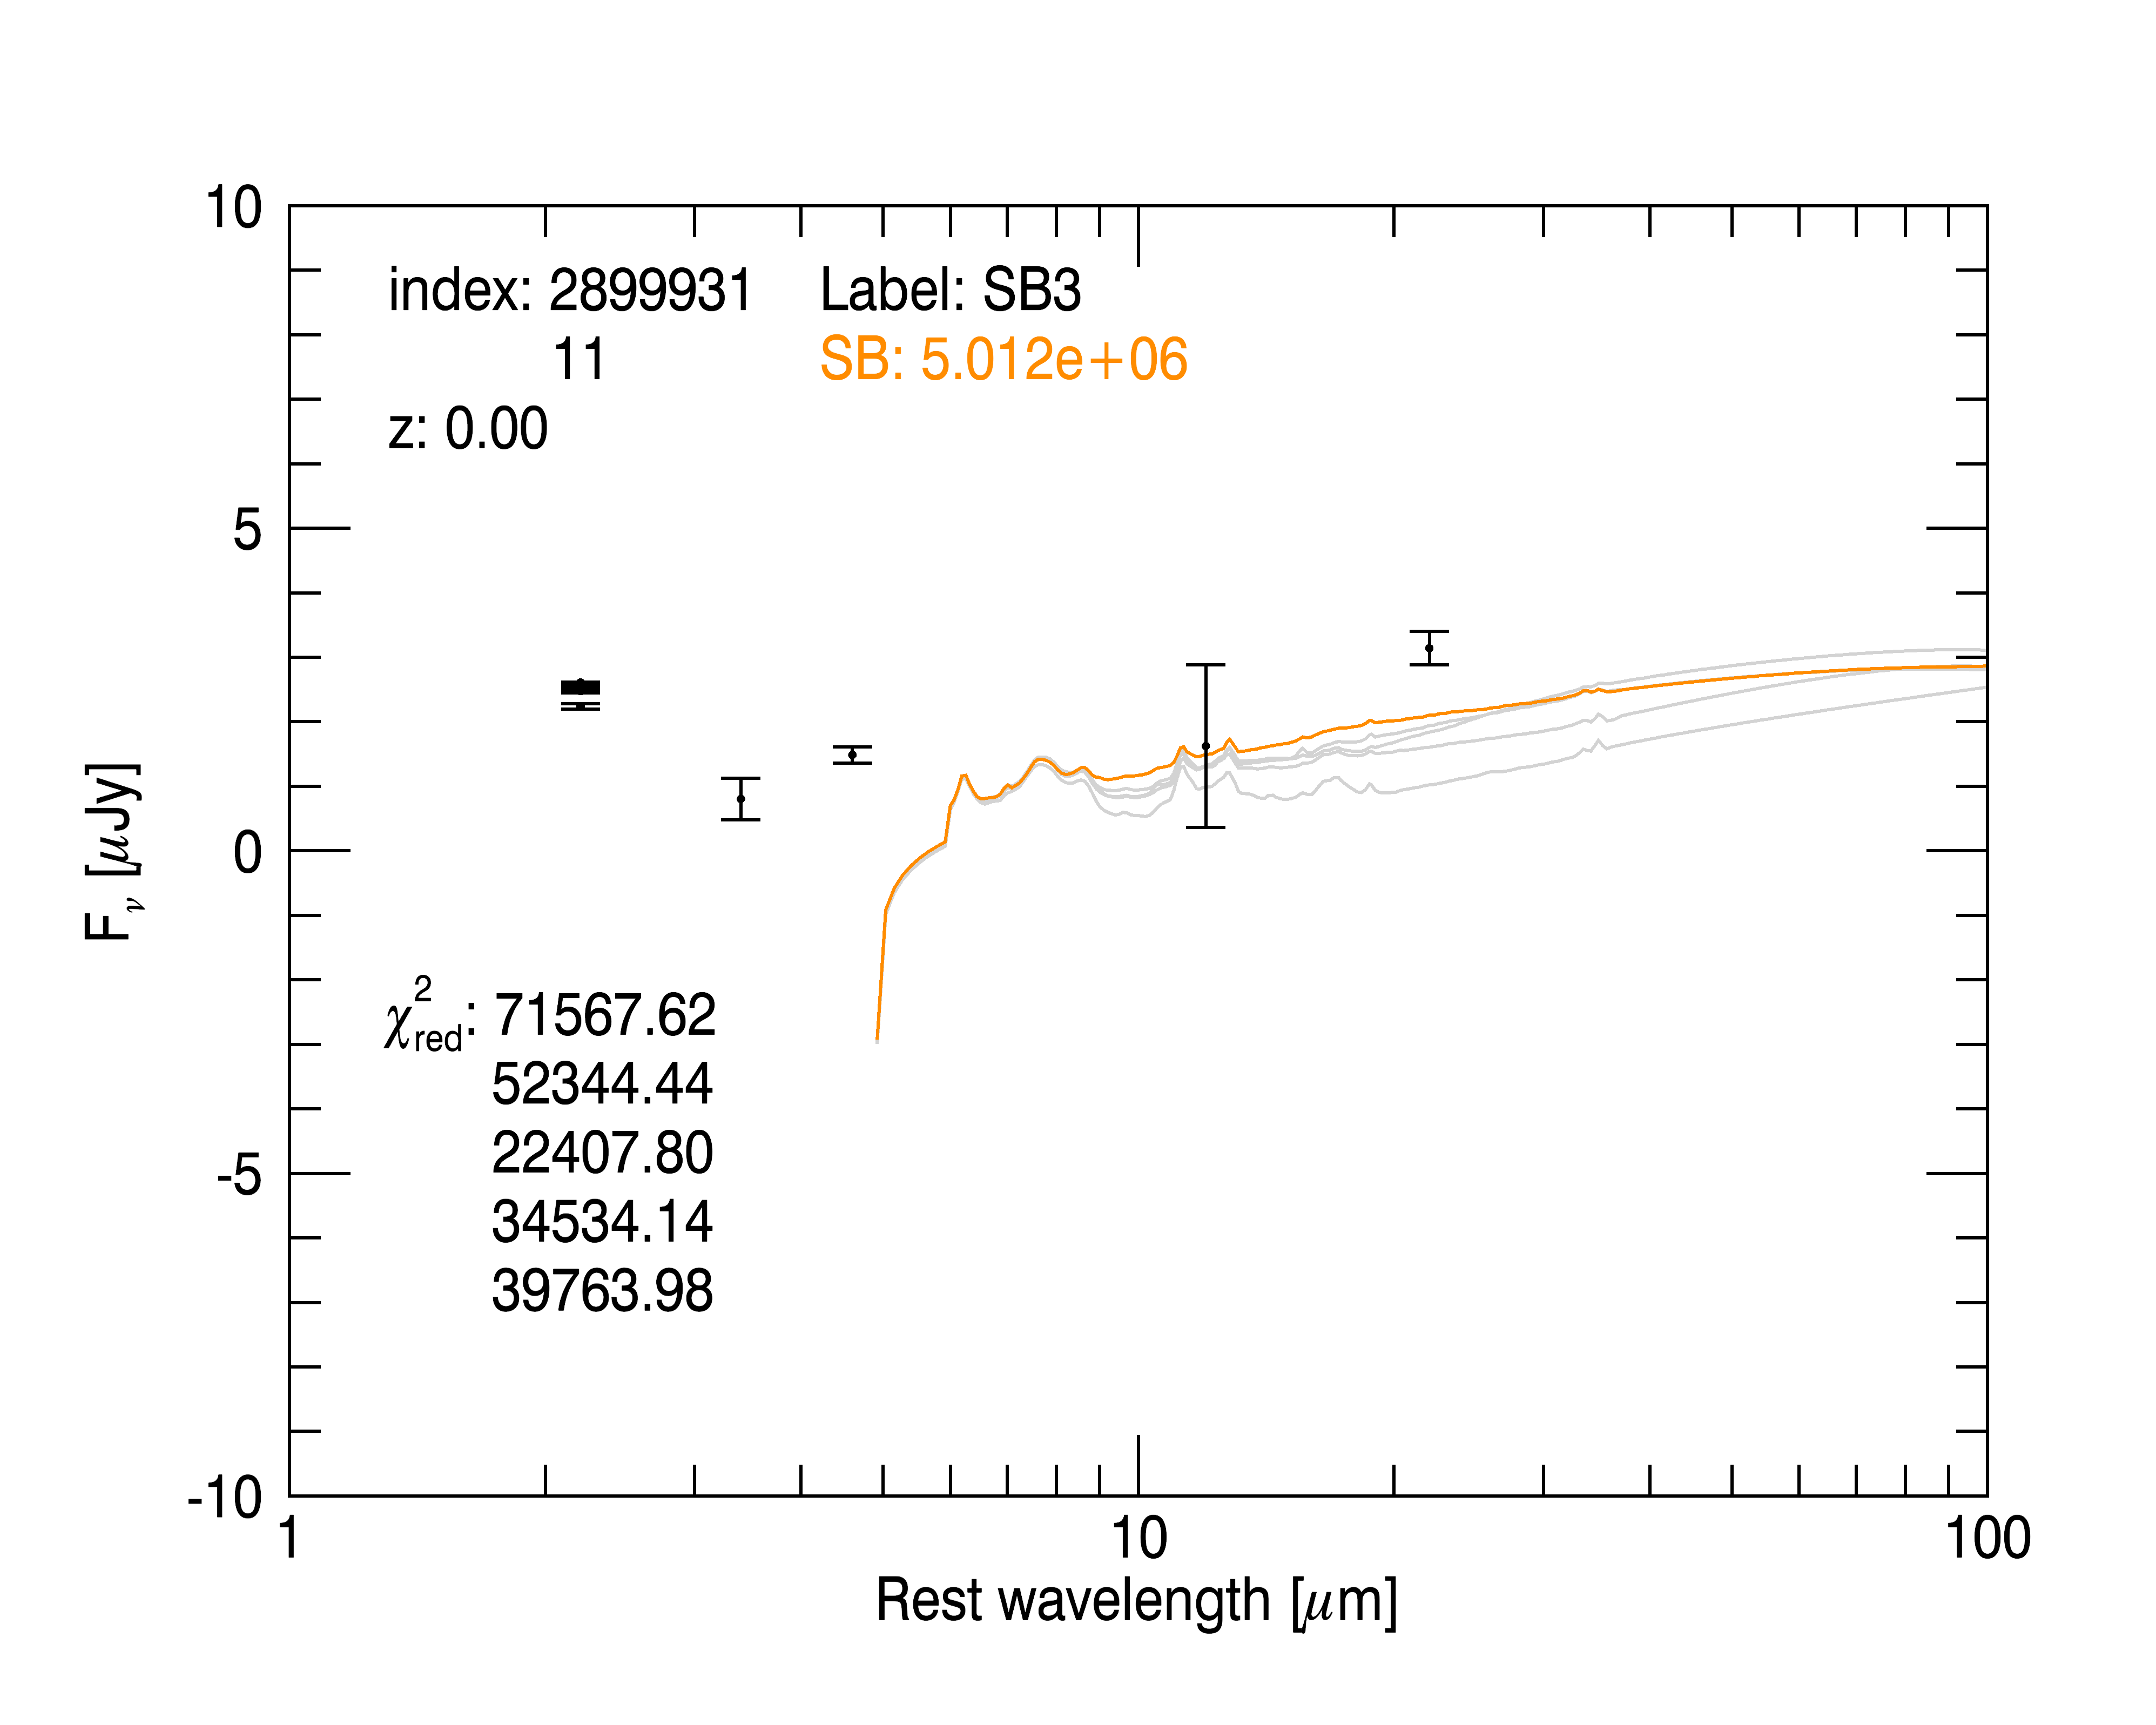 index: 2899931 Label: SB3
11 SB: 5.012e+06
z: 0.00
10
5
0
-5
-10
Fν, [μJy]
χ²red: 71567.62
52344.44
22407.80
34534.14
39763.98
1 10 100
Rest wavelength [μm]